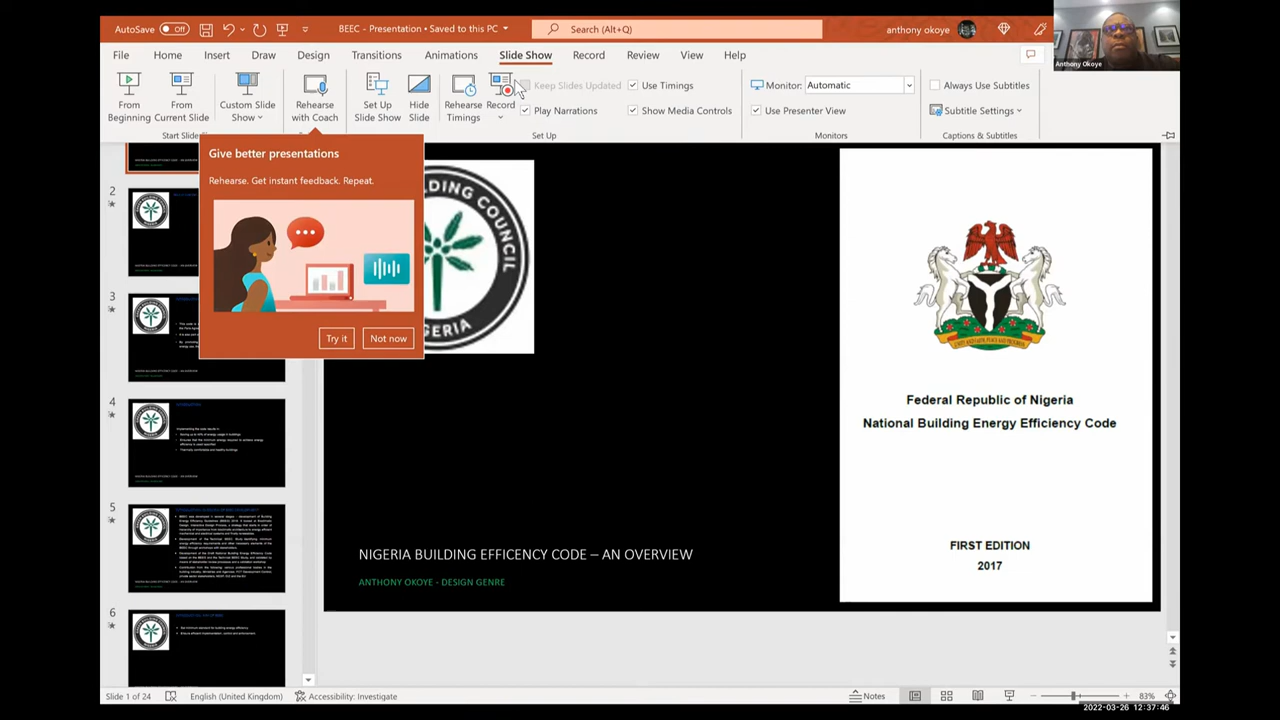 AutoSave Off BEEC - Presentation • Saved to this PC Search (Alt+Q) anthony okoye
Anthony Okoye
File Home Insert Draw Design Transitions Animations Slide Show Record Review View Help
From Beginning
From Current Slide
Custom Slide Show
Rehearse with Coach
Set Up Slide Show
Hide Slide
Rehearse Timings
Record
Keep Slides Updated
Play Narrations
Use Timings
Show Media Controls
Monitor: Automatic
Use Presenter View
Always Use Subtitles
Subtitle Settings
Set Up
Monitors
Captions & Subtitles
Give better presentations
Rehearse. Get instant feedback. Repeat.
Try it Not now
2
3
4
5
6
COUNCIL
Federal Republic of Nigeria
National Building Energy Efficiency Code
FIRST EDITION
2017
NIGERIA BUILDING EFFICENCY CODE – AN OVERVIEW
ANTHONY OKOYE - DESIGN GENRE
Slide 1 of 24 English (United Kingdom) Accessibility: Investigate Notes 83%
2022-03-26 12:37:46